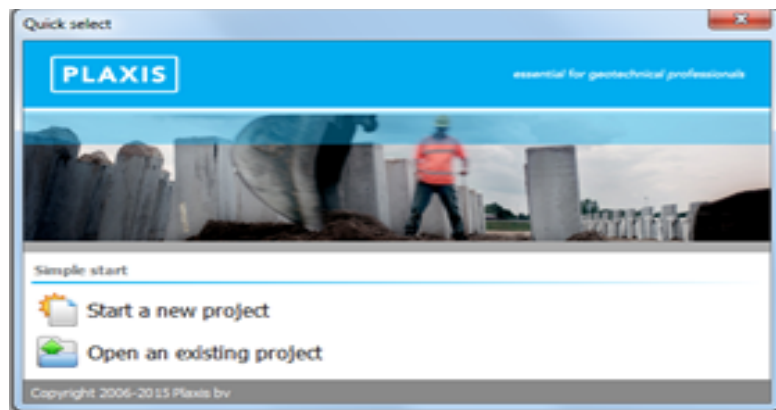 Quick select
PLAXIS
essential for geotechnical professionals
Simple start
Start a new project
Open an existing project
Copyright 2006-2015 Plaxis bv